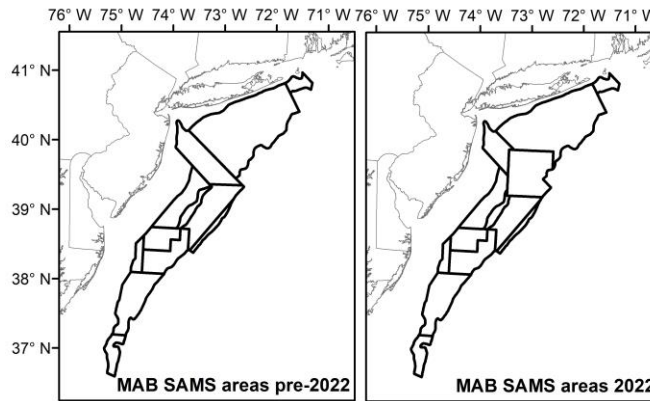 76° W 75° W 74° W 73° W 72° W 71° W 76° W 75° W 74° W 73° W 72° W 71° W
41° N
40° N
39° N
38° N
37° N
MAB SAMS areas pre-2022 MAB SAMS areas 2022